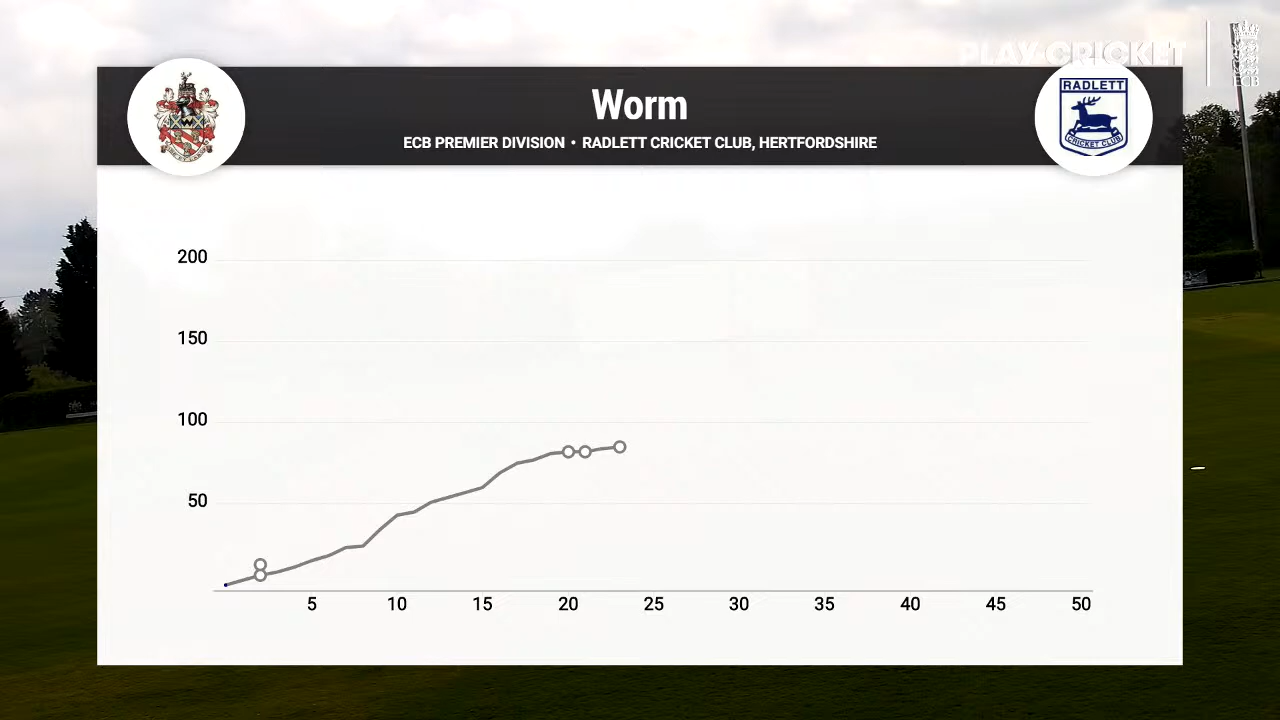 PLAY-CRICKET
ECB
Worm
ECB PREMIER DIVISION • RADLETT CRICKET CLUB, HERTFORDSHIRE
RADLETT
CRICKET CLUB
200
150
100
50
5 10 15 20 25 30 35 40 45 50